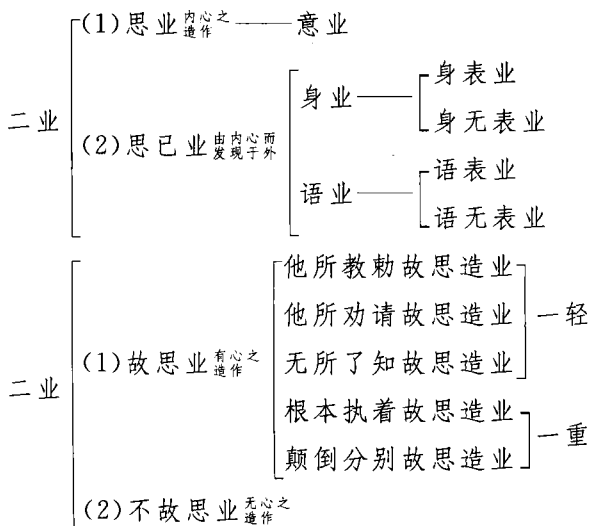 (1)思业 内心之造作——意业
二业
(2)思已业 由内心而发现于外
身业——
身表业
身无表业
语业——
语表业
语无表业
二业
(1)故思业 有心之造作
他所教勅故思造业
他所劝请故思造业
无所了知故思造业
一轻
根本执着故思造业
颠倒分别故思造业
一重
(2)不故思业 无心之造作